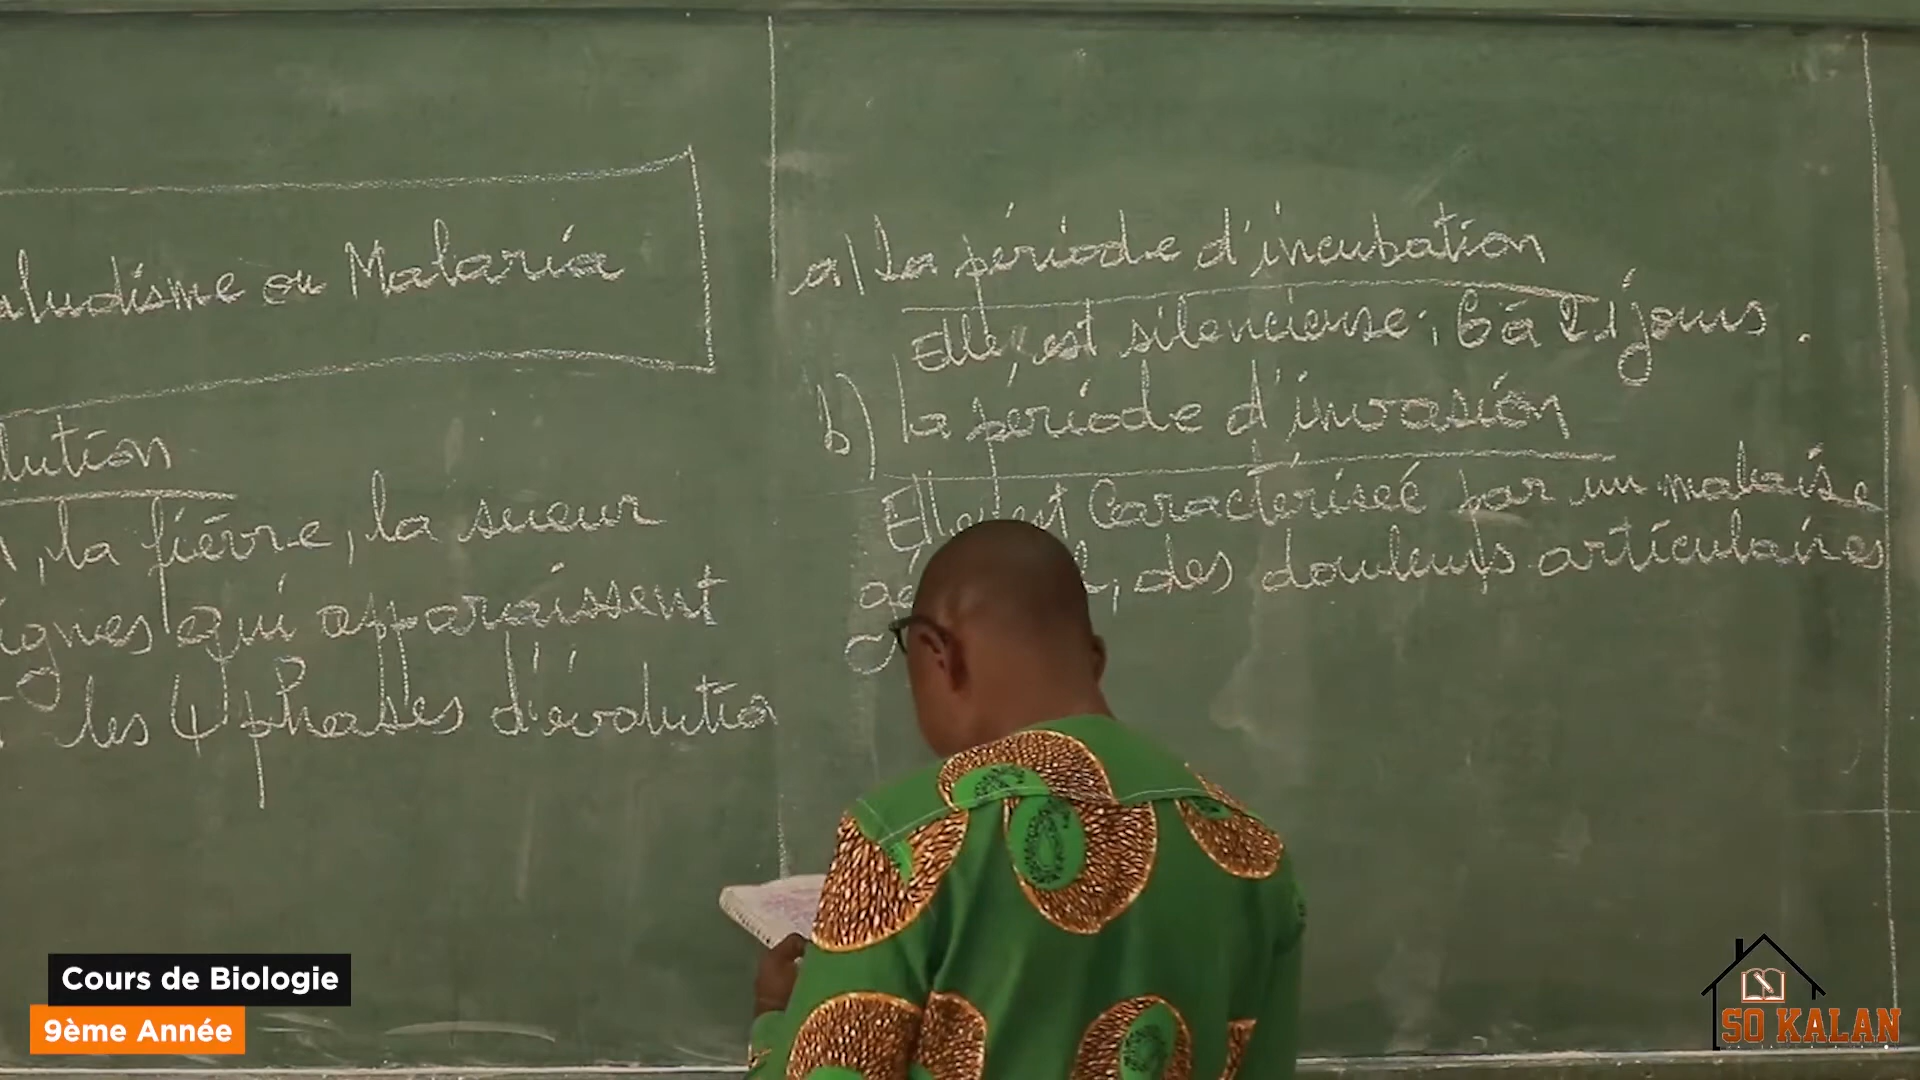 aludisme ou Malaria
lution
, la fièvre, la sueur
ignes qui apparaissent
les 4 phases d'évolution
a) La période d'incubation
Elle, est silencieuse; 6 à 21 jours.
b) La période d'invasion
Elle est Caractériseé par un malaise
, des douleurs articulaires
Cours de Biologie
9ème Année
SO KALAN